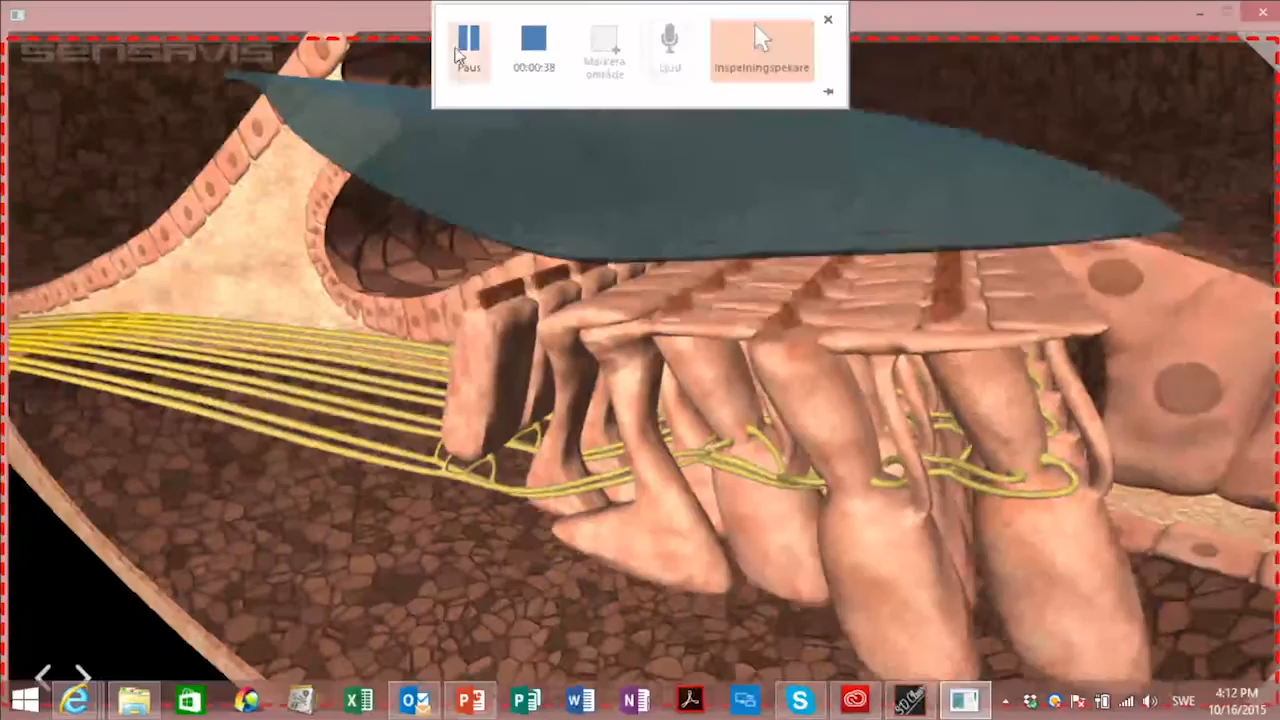 SENSAVIS
Paus
00:00:38
Markera
område
Ljud
Inspelningspekare
SWE
4:12 PM
10/16/2015